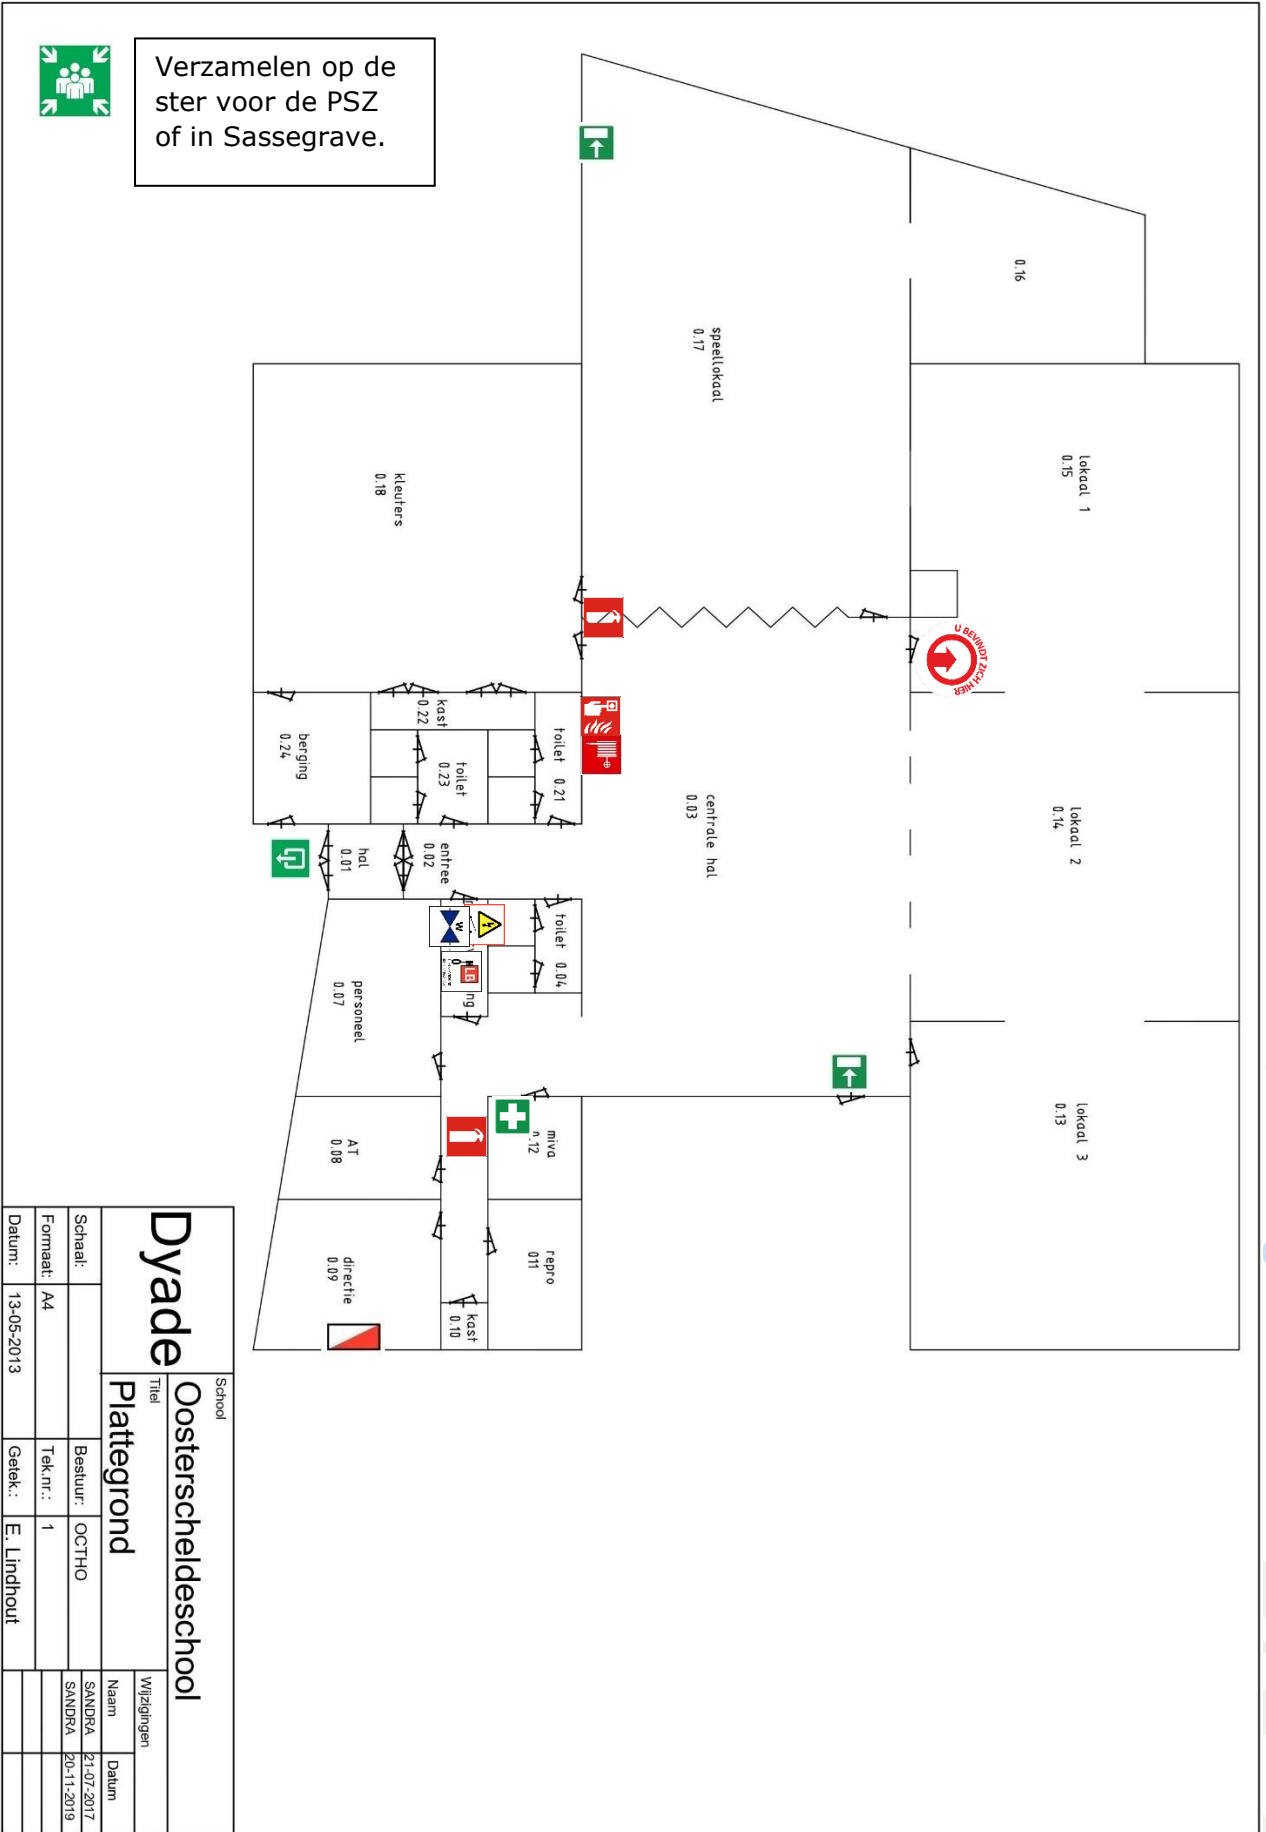 Verzamelen op de
ster voor de PSZ
of in Sassegrave.
0.16
speellokaal
0.17
lokaal 1
0.15
kleuters
0.18
U BEVINDT ZICH HIER
kast
0.22
toilet 0.21
berging
0.24
toilet
0.23
centrale hal
0.03
lokaal 2
0.14
hal
0.01
entree
0.02
toilet 0.04
W
LB
ng
personeel
0.07
lokaal 3
0.13
AT
0.08
miva
.12
directie
0.09
repro
011
kast
0.10
Dyade
School
Oosterscheldeschool
Titel
Plattegrond
Wijzigingen
Naam Datum
SANDRA 21-07-2017
SANDRA 20-11-2019
Schaal:
Bestuur: OCTHO
Formaat: A4
Tek.nr.: 1
Datum: 13-05-2013
Getek.: E. Lindhout